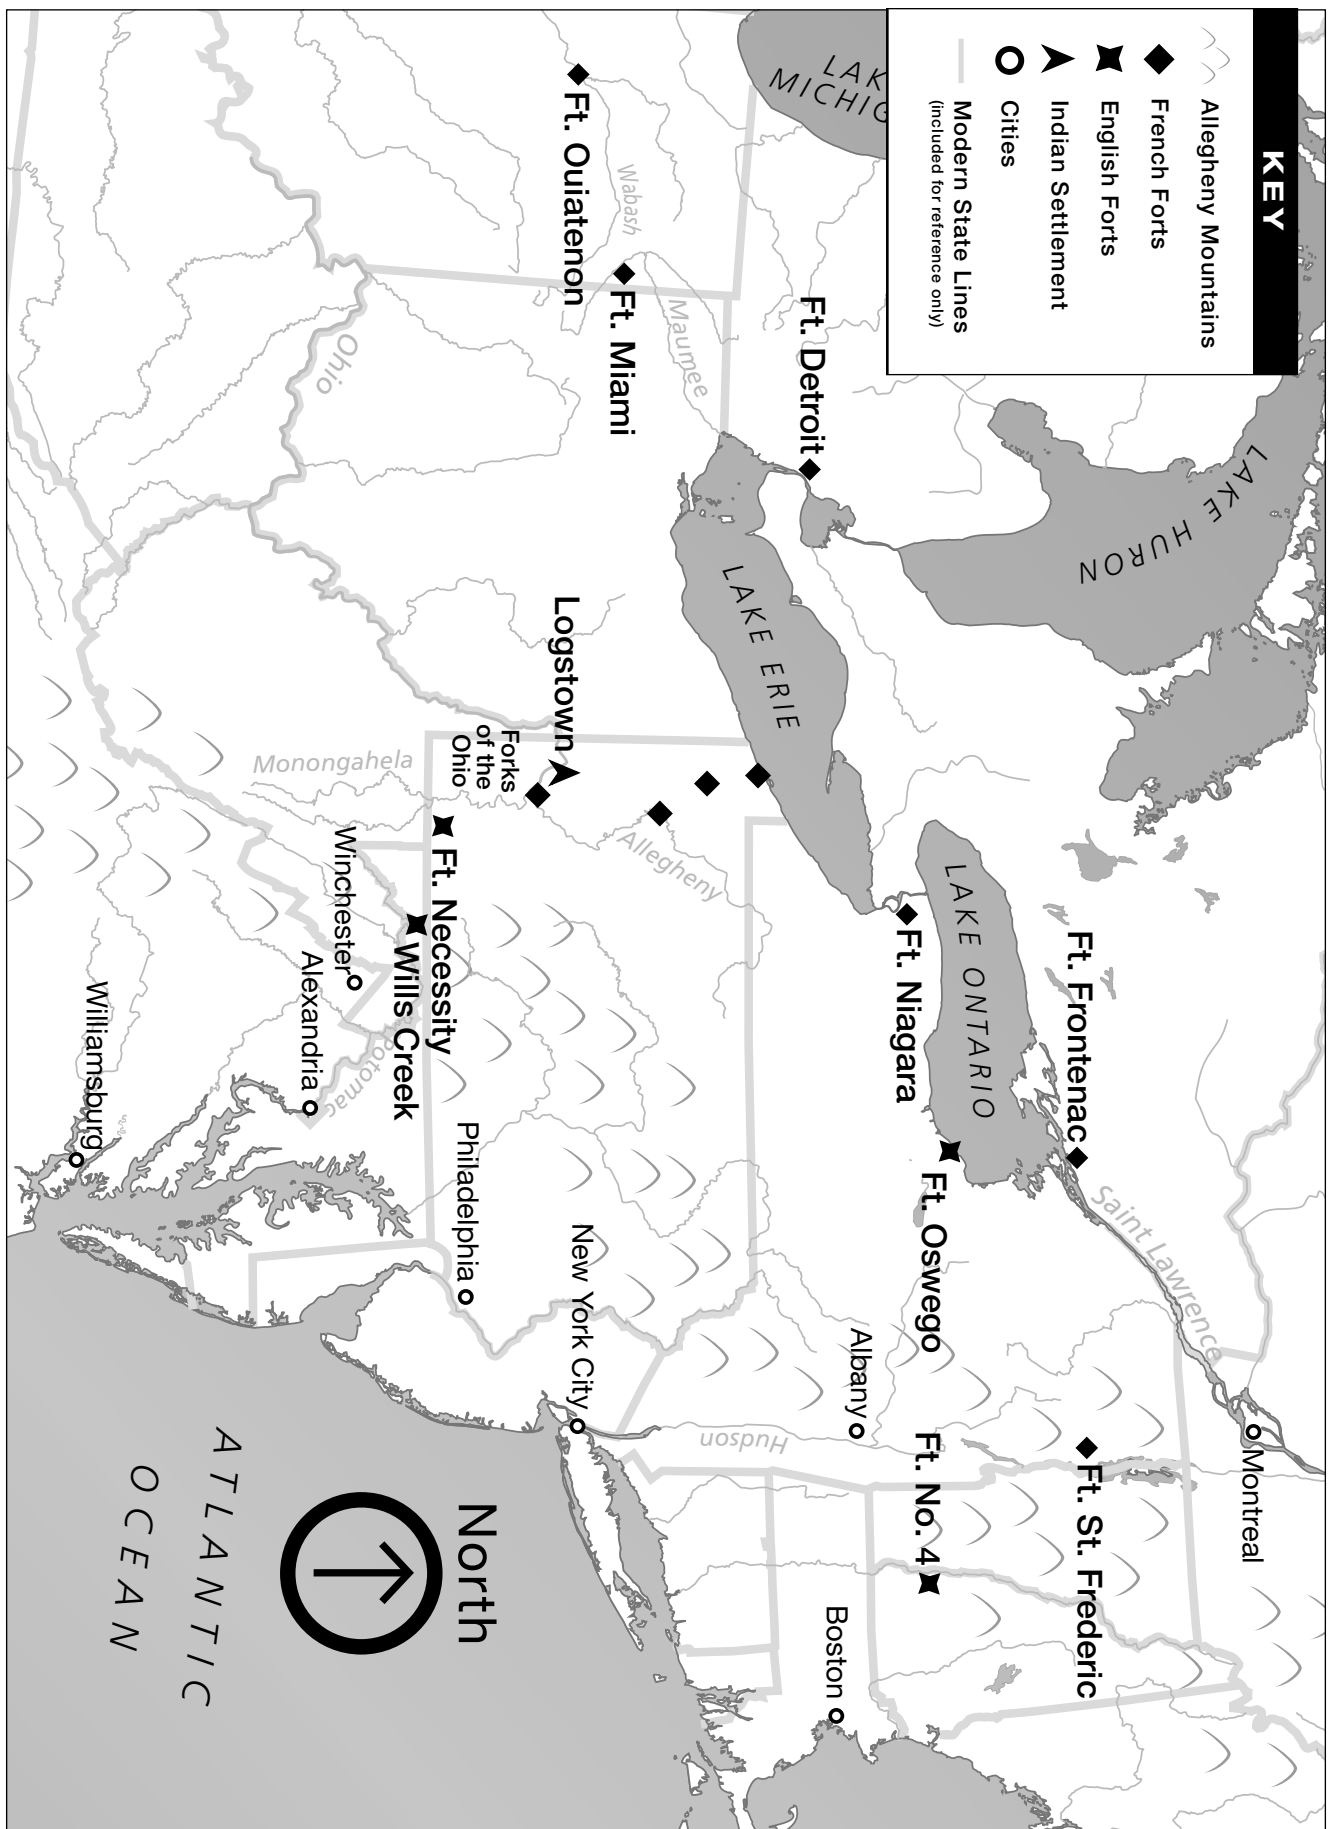 KEY
Allegheny Mountains
French Forts
English Forts
Indian Settlement
Cities
Modern State Lines
(included for reference only)
LAKE HURON
Montreal
Saint Lawrence
Ft. Frontenac
Ft. St. Frederic
LAKE ONTARIO
Ft. Niagara
Ft. Oswego
Ft. No. 4
LAK
MICHIG
Ft. Detroit
Albany
Boston
LAKE ERIE
Hudson
Maumee
Allegheny
Wabash
Ft. Miami
Ft. Ouiatenon
Logstown
New York City
Forks
of the
Ohio
Philadelphia
North
Ft. Necessity
Wills Creek
Monongahela
Ohio
Potomac
Winchester
Alexandria
Williamsburg
ATLANTIC
OCEAN